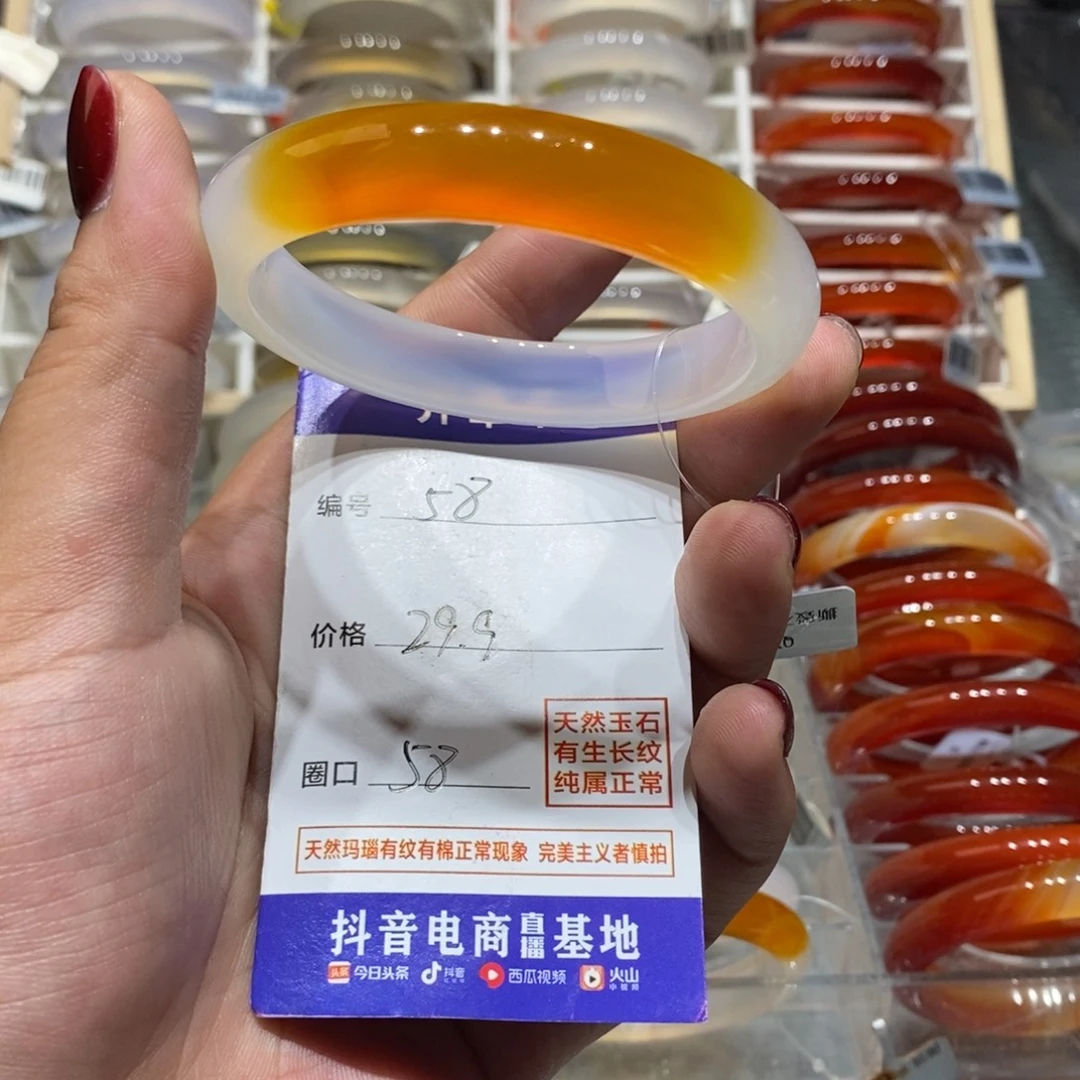 编号 58
价格 29.9
圈口 58
天然玉石
有生长纹
纯属正常
天然玛瑙有纹有棉正常现象 完美主义者慎拍
抖音电商直播基地
头条 今日头条 抖音 西瓜视频 火山